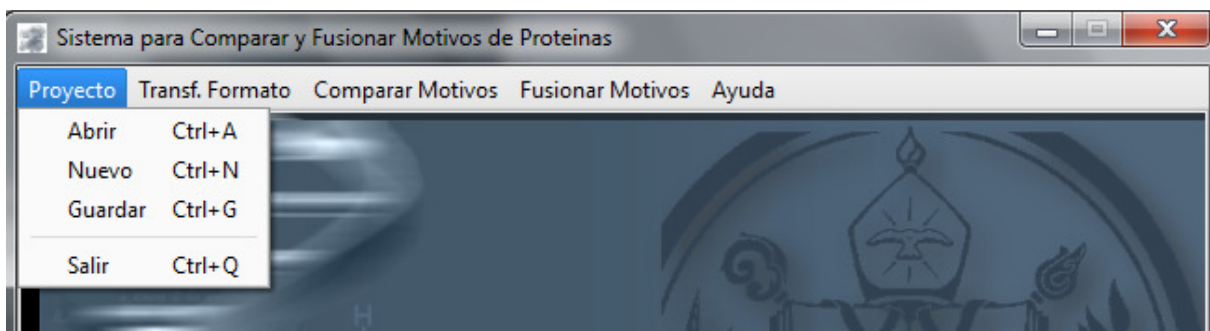 Sistema para Comparar y Fusionar Motivos de Proteinas
Proyecto Transf. Formato Comparar Motivos Fusionar Motivos Ayuda
Abrir Ctrl+A
Nuevo Ctrl+N
Guardar Ctrl+G
Salir Ctrl+Q
H